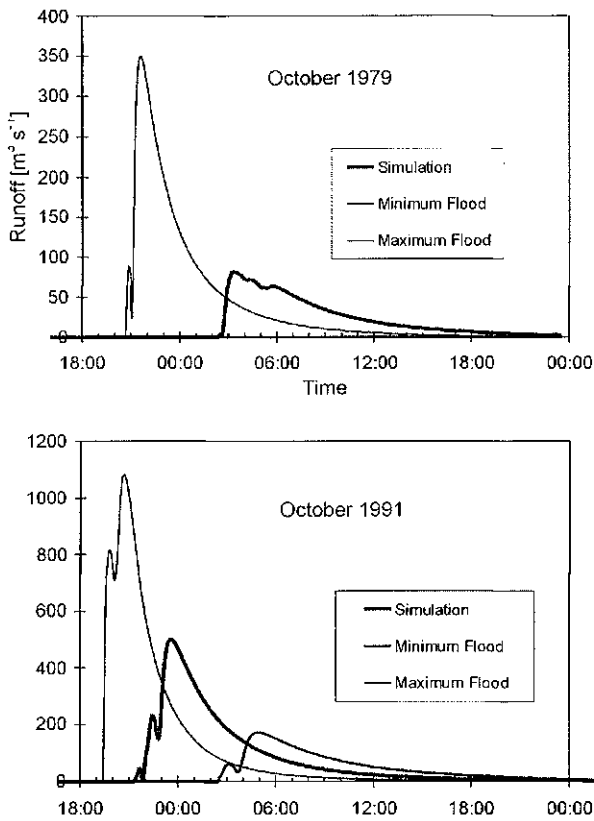 400
350
300
250
200
150
100
50
0
Runoff [m³ s⁻¹]
October 1979
Simulation
Minimum Flood
Maximum Flood
18:00 00:00 06:00 12:00 18:00 00:00
Time
1200
1000
800
600
400
200
0
October 1991
Simulation
Minimum Flood
Maximum Flood
18:00 00:00 06:00 12:00 18:00 00:00